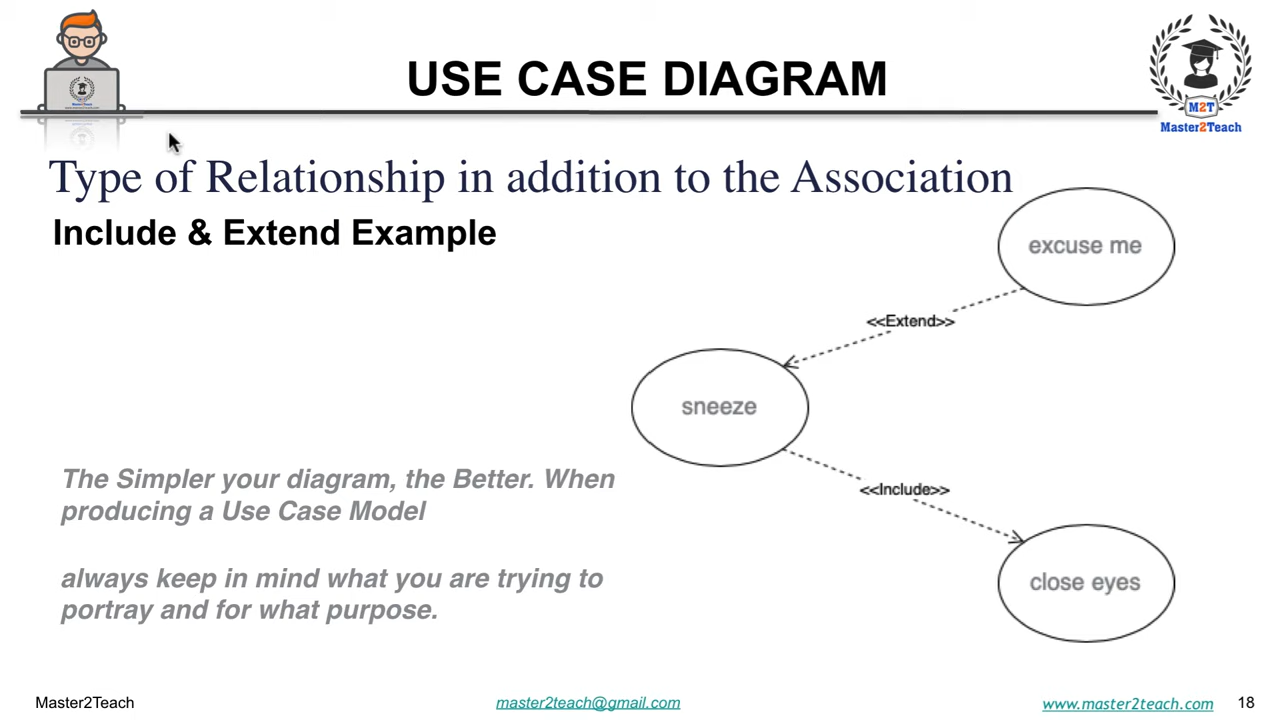 USE CASE DIAGRAM
M2T
Master2Teach
Type of Relationship in addition to the Association
Include & Extend Example
excuse me
<<Extend>>
sneeze
The Simpler your diagram, the Better. When
producing a Use Case Model
<<Include>>
always keep in mind what you are trying to
portray and for what purpose.
close eyes
Master2Teach
master2teach@gmail.com
www.master2teach.com
18